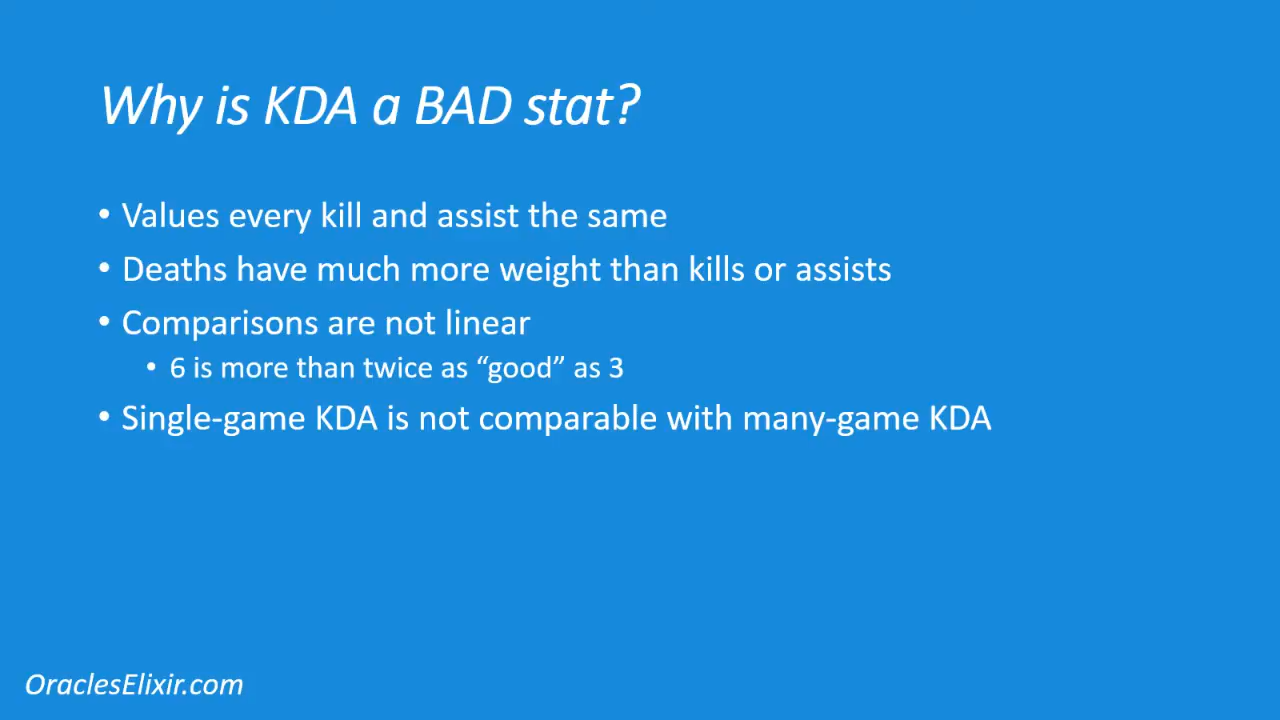 Why is KDA a BAD stat?
• Values every kill and assist the same
• Deaths have much more weight than kills or assists
• Comparisons are not linear
• 6 is more than twice as “good” as 3
• Single-game KDA is not comparable with many-game KDA
OraclesElixir.com